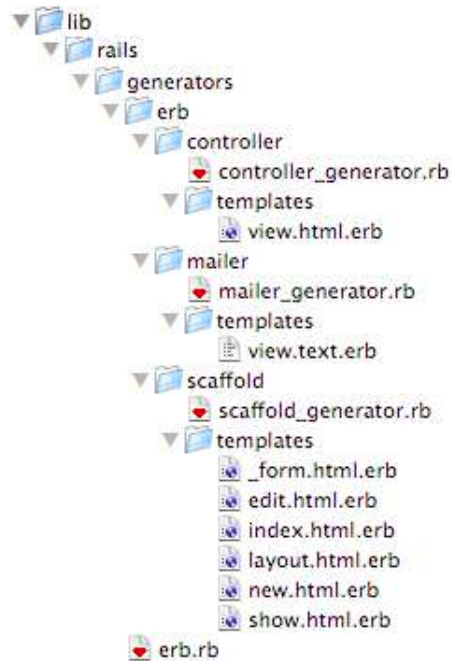 lib
rails
generators
erb
controller
controller_generator.rb
templates
view.html.erb
mailer
mailer_generator.rb
templates
view.text.erb
scaffold
scaffold_generator.rb
templates
_form.html.erb
edit.html.erb
index.html.erb
layout.html.erb
new.html.erb
show.html.erb
erb.rb